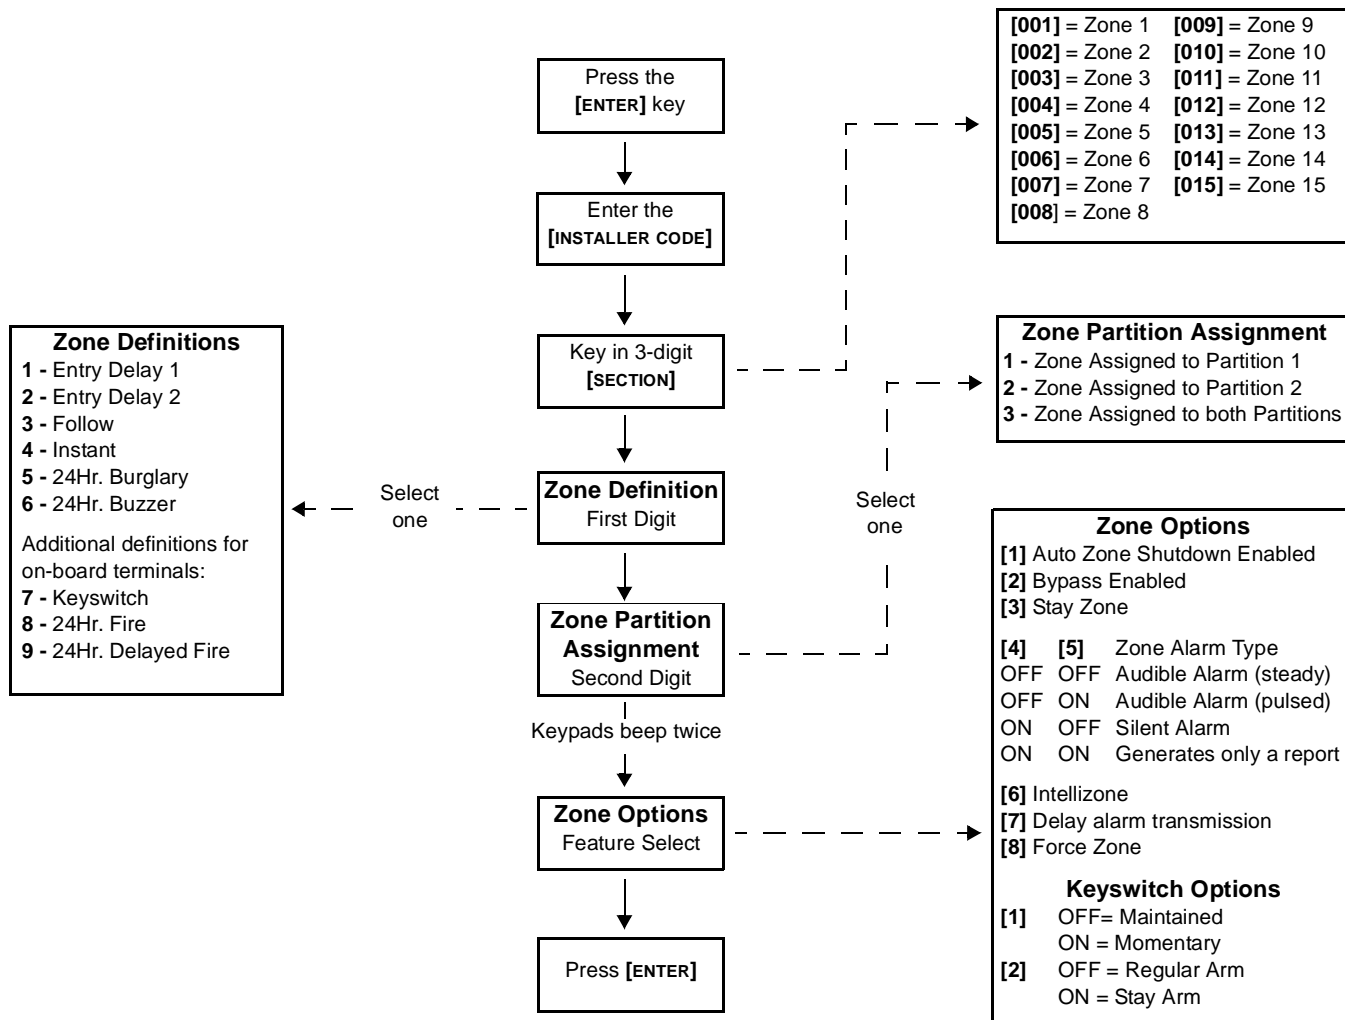 Press the
[ENTER] key
Enter the
[INSTALLER CODE]
Key in 3-digit
[SECTION]
[001] = Zone 1 [009] = Zone 9
[002] = Zone 2 [010] = Zone 10
[003] = Zone 3 [011] = Zone 11
[004] = Zone 4 [012] = Zone 12
[005] = Zone 5 [013] = Zone 13
[006] = Zone 6 [014] = Zone 14
[007] = Zone 7 [015] = Zone 15
[008] = Zone 8
Zone Definition
First Digit
Select
one
Zone Definitions
1 - Entry Delay 1
2 - Entry Delay 2
3 - Follow
4 - Instant
5 - 24Hr. Burglary
6 - 24Hr. Buzzer
Additional definitions for
on-board terminals:
7 - Keyswitch
8 - 24Hr. Fire
9 - 24Hr. Delayed Fire
Zone Partition
Assignment
Second Digit
Select
one
Zone Partition Assignment
1 - Zone Assigned to Partition 1
2 - Zone Assigned to Partition 2
3 - Zone Assigned to both Partitions
Keypads beep twice
Zone Options
Feature Select
Zone Options
[1] Auto Zone Shutdown Enabled
[2] Bypass Enabled
[3] Stay Zone
[4] [5] Zone Alarm Type
OFF OFF Audible Alarm (steady)
OFF ON Audible Alarm (pulsed)
ON OFF Silent Alarm
ON ON Generates only a report
[6] Intellizone
[7] Delay alarm transmission
[8] Force Zone
Keyswitch Options
[1] OFF= Maintained
ON = Momentary
[2] OFF = Regular Arm
ON = Stay Arm
Press [ENTER]